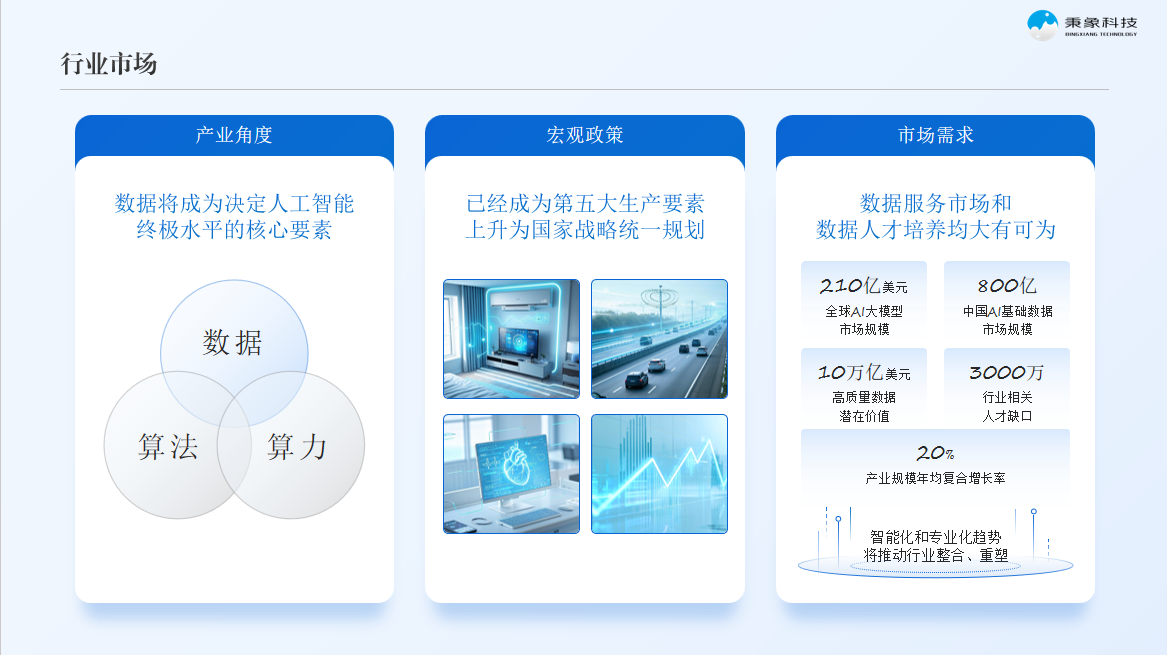 秉象科技
BINGXIANG TECHNOLOGY
行业市场
产业角度
数据将成为决定人工智能
终极水平的核心要素
数据
算法
算力
宏观政策
已经成为第五大生产要素
上升为国家战略统一规划
市场需求
数据服务市场和
数据人才培养均大有可为
210亿美元
全球AI大模型
市场规模
800亿
中国AI基础数据
市场规模
10万亿美元
高质量数据
潜在价值
3000万
行业相关
人才缺口
20%
产业规模年均复合增长率
智能化和专业化趋势
将推动行业整合、重塑